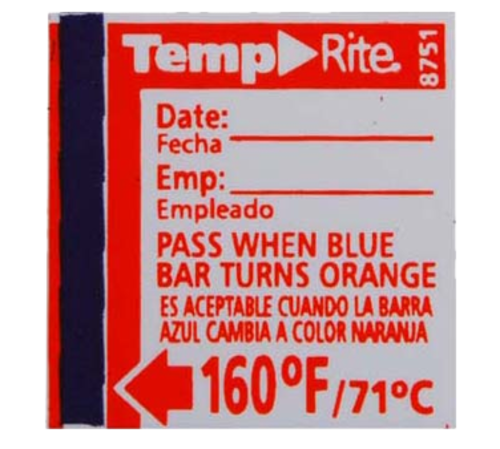 Temp Rite 8751
Date:
Fecha
Emp:
Empleado
PASS WHEN BLUE
BAR TURNS ORANGE
ES ACEPTABLE CUANDO LA BARRA
AZUL CAMBIA A COLOR NARANJA
160°F/71°C